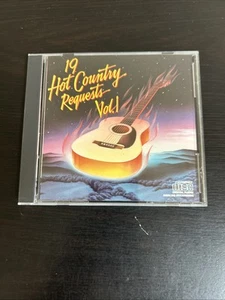 19
Hot Country
Requests
Vol. 1